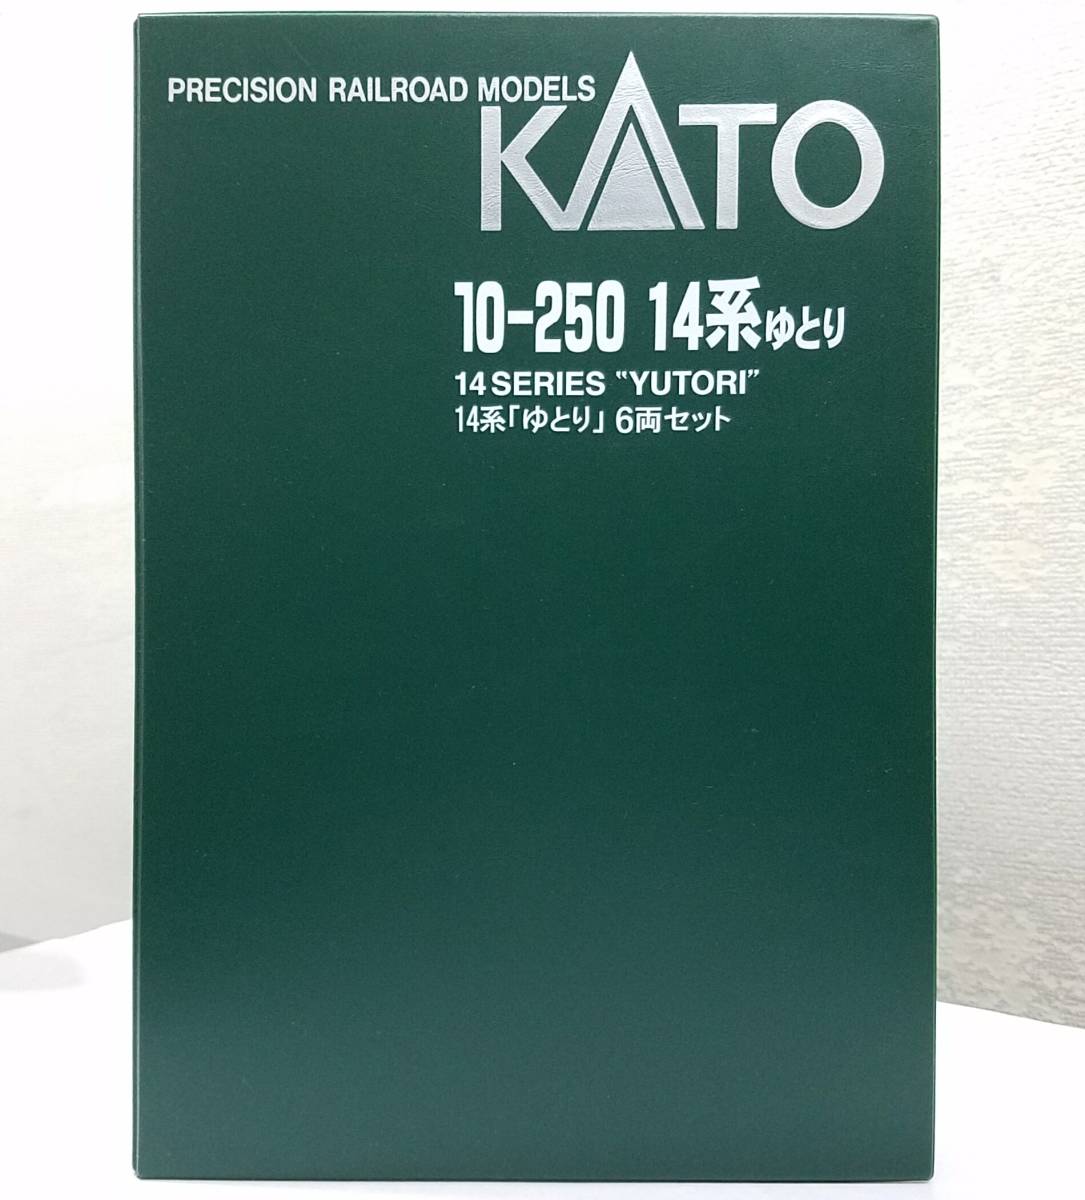 PRECISION RAILROAD MODELS
KATO
10-250 14系ゆとり
14 SERIES “YUTORI”
14系「ゆとり」6両セット